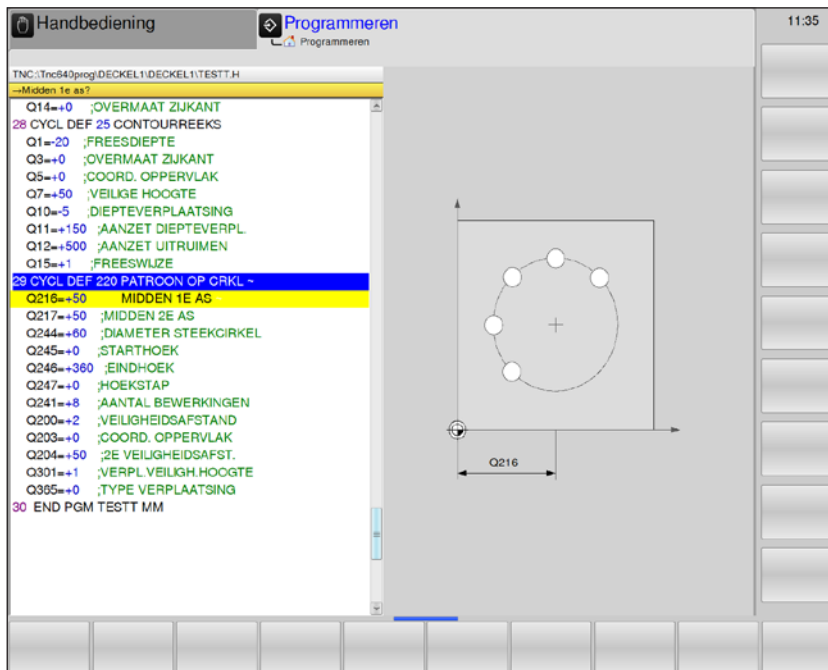 Handbediening
Programmeren
Programmeren
11:35
TNC:\Tnc640prog\DECKEL1\DECKEL1\TESTT.H
→Midden 1e as?
Q14=+0 ;OVERMAAT ZIJKANT
28 CYCL DEF 25 CONTOURREEKS
Q1=-20 ;FREESDIEPTE
Q3=+0 ;OVERMAAT ZIJKANT
Q5=+0 ;COORD. OPPERVLAK
Q7=+50 ;VEILIGE HOOGTE
Q10=-5 ;DIEPTEVERPLAATSING
Q11=+150 ;AANZET DIEPTEVERPL.
Q12=+500 ;AANZET UITRUIMEN
Q15=+1 ;FREESWIJZE
29 CYCL DEF 220 PATROON OP CRKL ~
Q216=+50 MIDDEN 1E AS ~
Q217=+50 ;MIDDEN 2E AS
Q244=+60 ;DIAMETER STEEKCIRKEL
Q245=+0 ;STARTHOEK
Q246=+360 ;EINDHOEK
Q247=+0 ;HOEKSTAP
Q241=+8 ;AANTAL BEWERKINGEN
Q200=+2 ;VEILIGHEIDSAFSTAND
Q203=+0 ;COORD. OPPERVLAK
Q204=+50 ;2E VEILIGHEIDSAFST.
Q301=+1 ;VERPL.VEILIGH.HOOGTE
Q365=+0 ;TYPE VERPLAATSING
30 END PGM TESTT MM
Q216